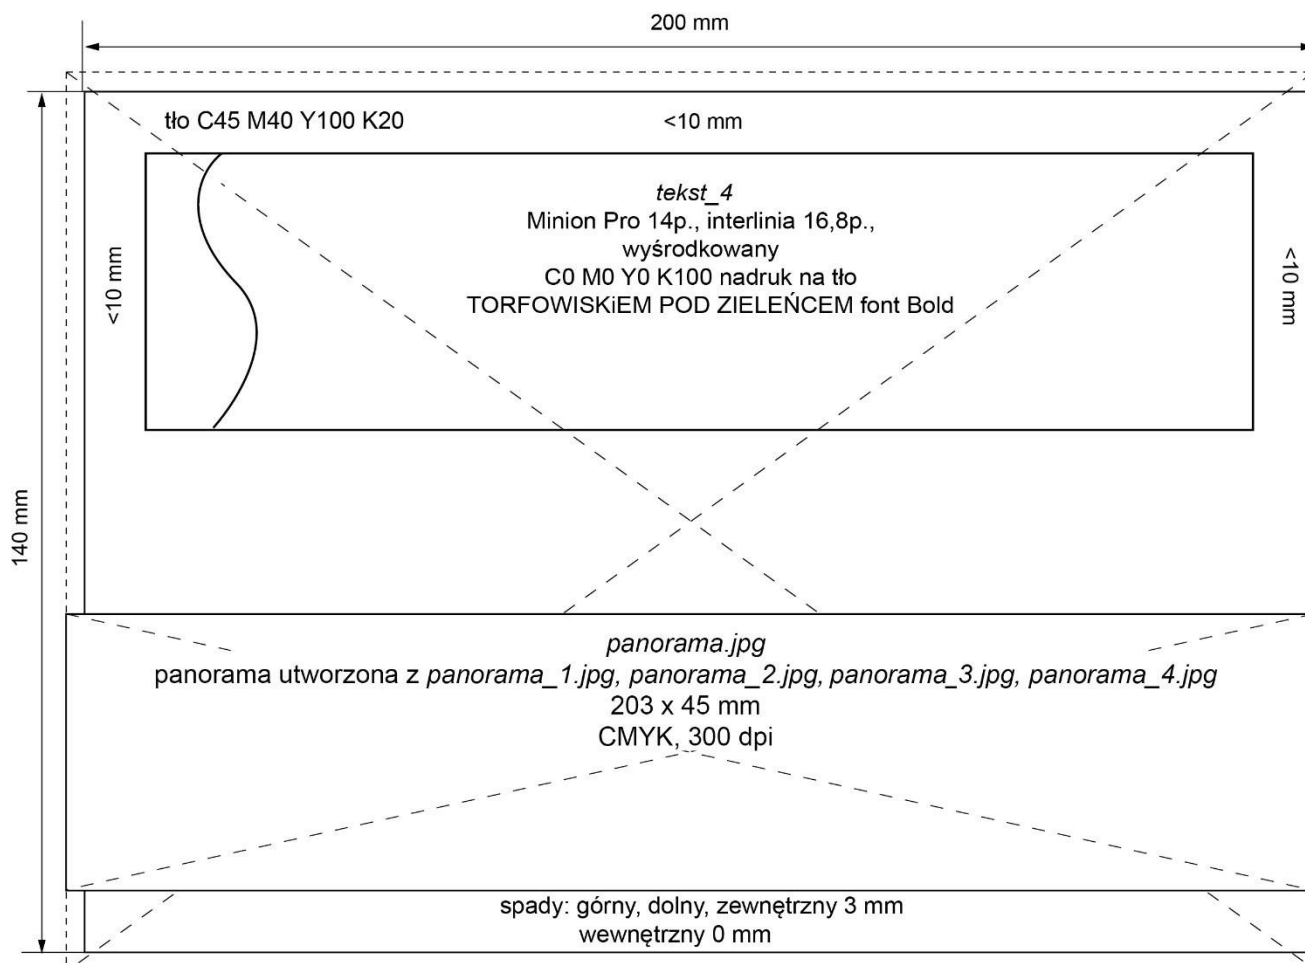 200 mm
tło C45 M40 Y100 K20
<10 mm
tekst_4
Minion Pro 14p., interlinia 16,8p.,
wyśrodkowany
C0 M0 Y0 K100 nadruk na tło
TORFOWISKiEM POD ZIELEŃCEM font Bold
<10 mm
<10 mm
140 mm
panorama.jpg
panorama utworzona z panorama_1.jpg, panorama_2.jpg, panorama_3.jpg, panorama_4.jpg
203 x 45 mm
CMYK, 300 dpi
spady: górny, dolny, zewnętrzny 3 mm
wewnętrzny 0 mm